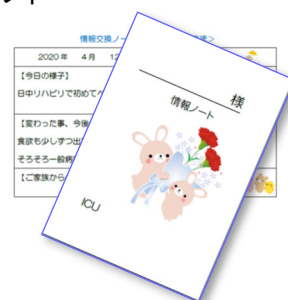 情報交換ノ
2020年 4月 12
【今日の様子】
日中リハビリで初めて
【変わった事、今後
食欲も少しずつ出
そろそろ一般病
【ご家族から
様
情報ノート
ICU